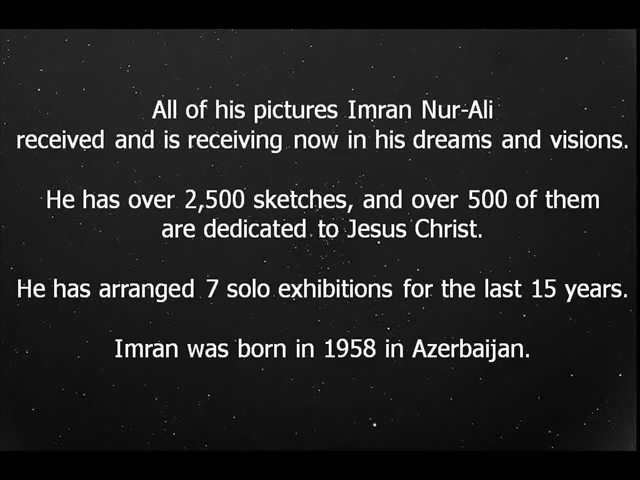 All of his pictures Imran Nur-Ali
received and is receiving now in his dreams and visions.
He has over 2,500 sketches, and over 500 of them
are dedicated to Jesus Christ.
He has arranged 7 solo exhibitions for the last 15 years.
Imran was born in 1958 in Azerbaijan.